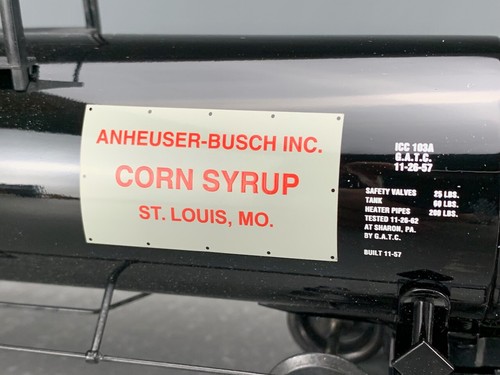 ANHEUSER-BUSCH INC.
CORN SYRUP
ST. LOUIS, MO.
ICC 103A
G.A.T.C.
11-26-57
SAFETY VALVES 25 LBS.
TANK 60 LBS.
HEATER PIPES 200 LBS.
TESTED 11-26-62
AT SHARON, PA.
BY G.A.T.C.
BUILT 11-57